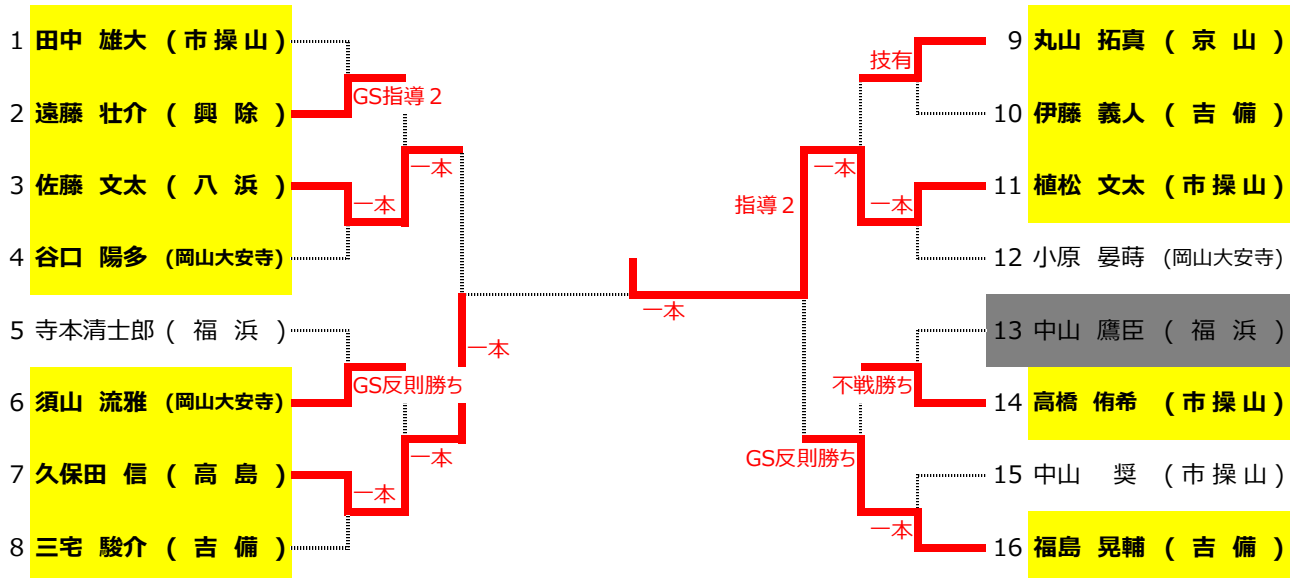 1 田中 雄大 (市操山)
2 遠藤 壮介 (興 除)
3 佐藤 文太 (八 浜)
4 谷口 陽多 (岡山大安寺)
5 寺本清士郎 (福 浜)
6 須山 流雅 (岡山大安寺)
7 久保田 信 (高 島)
8 三宅 駿介 (吉 備)
GS指導2
一本
一本
GS反則勝ち
一本
一本
一本
一本
指導2
技有
一本
一本
不戦勝ち
GS反則勝ち
一本
9 丸山 拓真 (京 山)
10 伊藤 義人 (吉 備)
11 植松 文太 (市操山)
12 小原 晏蒔 (岡山大安寺)
13 中山 鷹臣 (福 浜)
14 高橋 侑希 (市操山)
15 中山 奨 (市操山)
16 福島 晃輔 (吉 備)